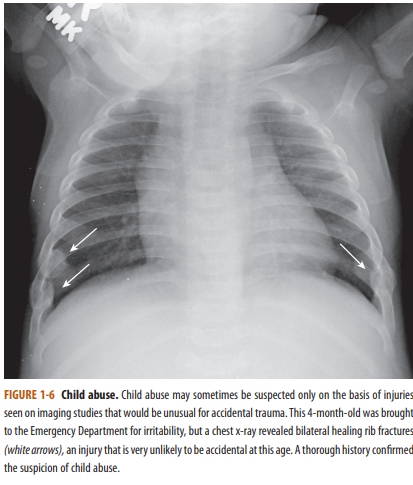 MK
FIGURE 1-6 Child abuse. Child abuse may sometimes be suspected only on the basis of injuries
seen on imaging studies that would be unusual for accidental trauma. This 4-month-old was brought
to the Emergency Department for irritability, but a chest x-ray revealed bilateral healing rib fractures
(white arrows), an injury that is very unlikely to be accidental at this age. A thorough history confirmed
the suspicion of child abuse.